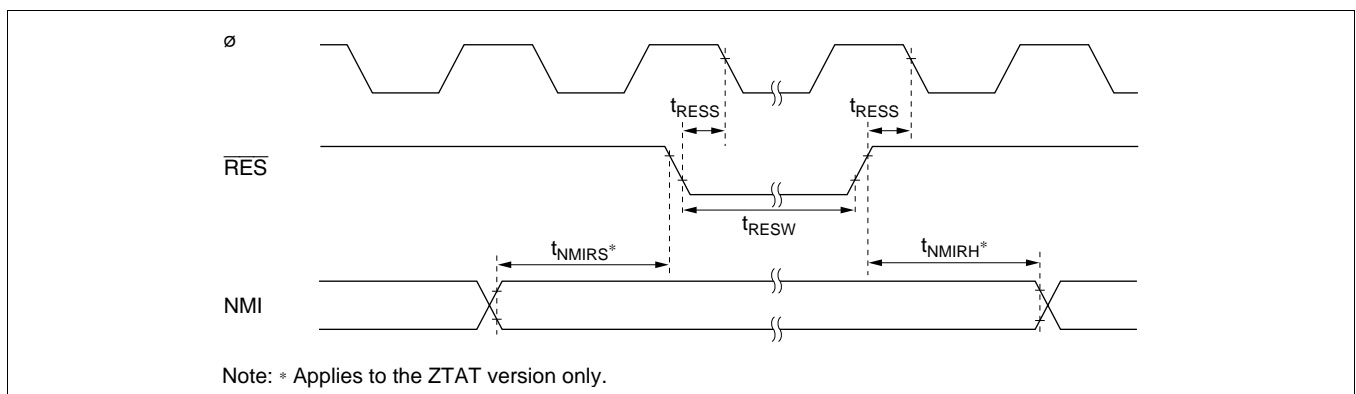 ø
tRESS tRESS
RES
tRESW
tNMIRS* tNMIRH*
NMI
Note: * Applies to the ZTAT version only.